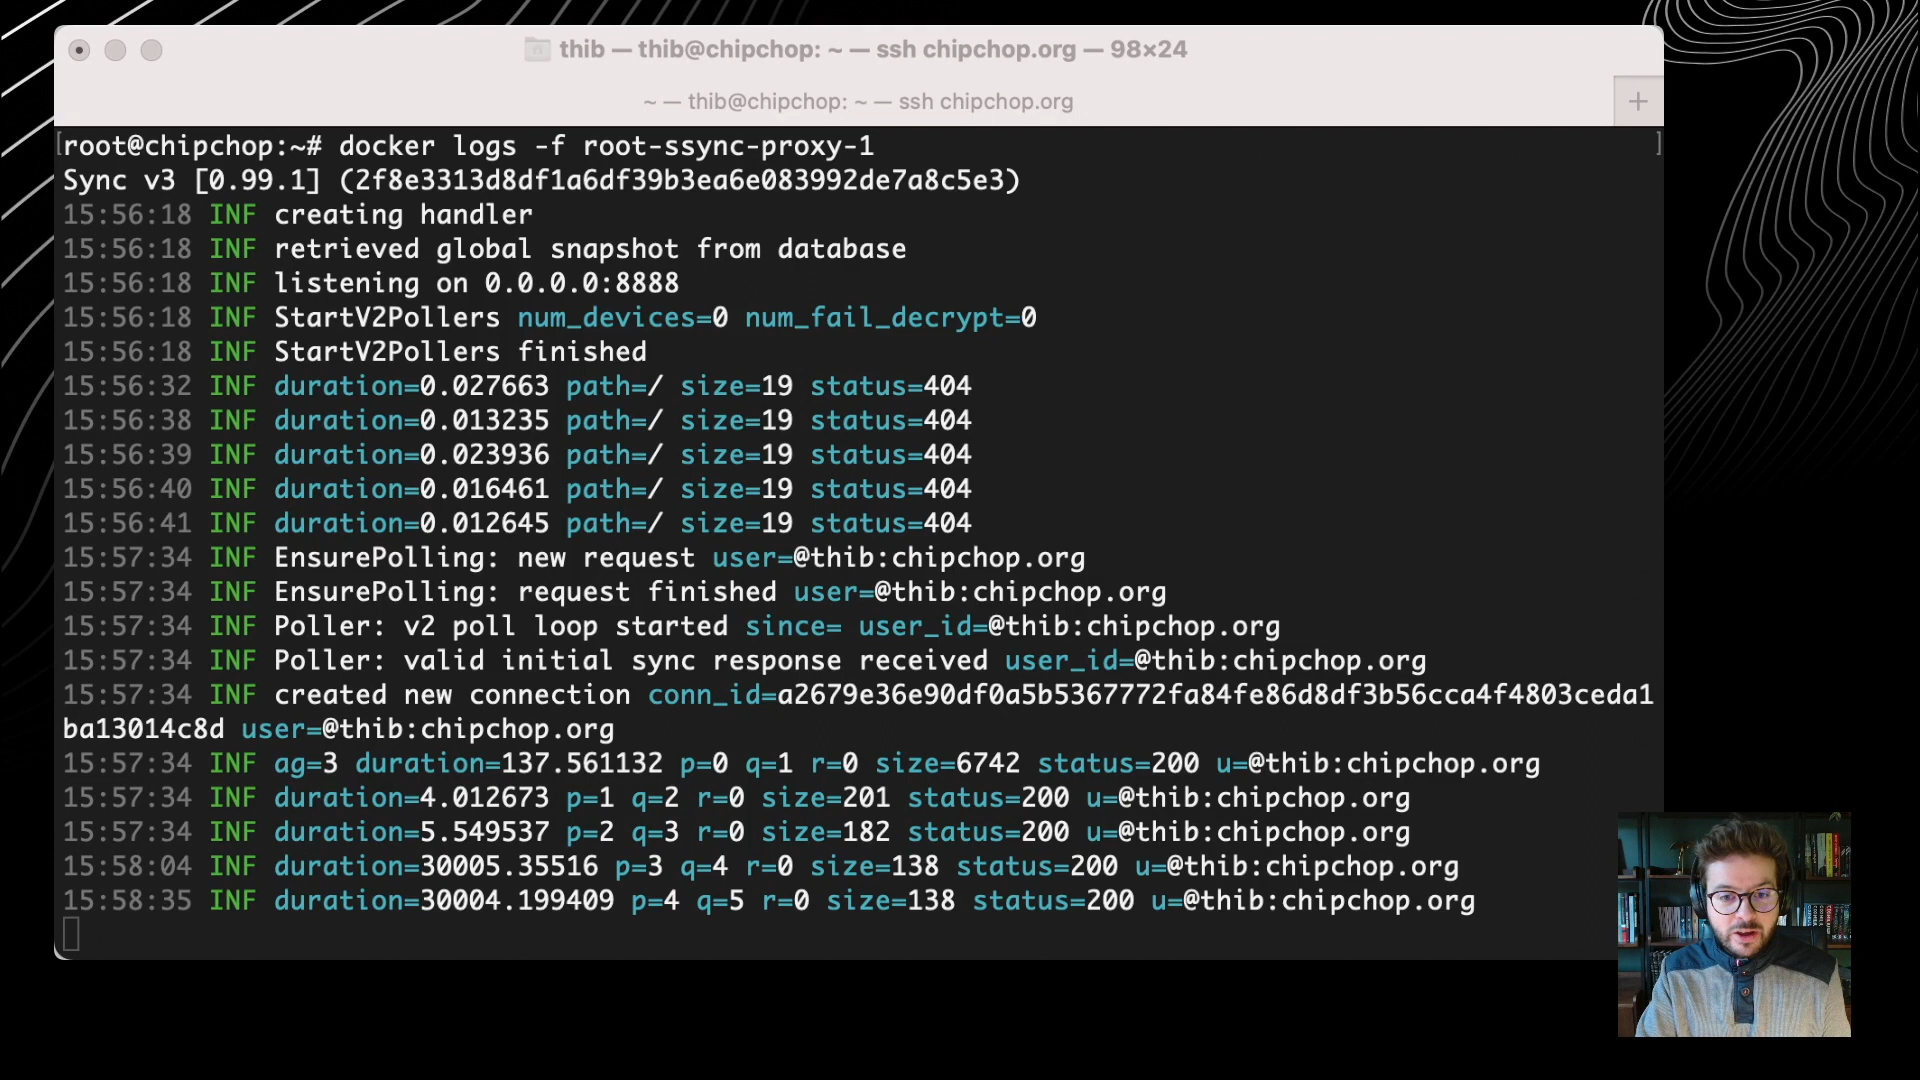 thib — thib@chipchop: ~ — ssh chipchop.org — 98×24
~ — thib@chipchop: ~ — ssh chipchop.org
+
[root@chipchop:~# docker logs -f root-ssync-proxy-1 ]
Sync v3 [0.99.1] (2f8e3313d8df1a6df39b3ea6e083992de7a8c5e3)
15:56:18 INF creating handler
15:56:18 INF retrieved global snapshot from database
15:56:18 INF listening on 0.0.0.0:8888
15:56:18 INF StartV2Pollers num_devices=0 num_fail_decrypt=0
15:56:18 INF StartV2Pollers finished
15:56:32 INF duration=0.027663 path=/ size=19 status=404
15:56:38 INF duration=0.013235 path=/ size=19 status=404
15:56:39 INF duration=0.023936 path=/ size=19 status=404
15:56:40 INF duration=0.016461 path=/ size=19 status=404
15:56:41 INF duration=0.012645 path=/ size=19 status=404
15:57:34 INF EnsurePolling: new request user=@thib:chipchop.org
15:57:34 INF EnsurePolling: request finished user=@thib:chipchop.org
15:57:34 INF Poller: v2 poll loop started since= user_id=@thib:chipchop.org
15:57:34 INF Poller: valid initial sync response received user_id=@thib:chipchop.org
15:57:34 INF created new connection conn_id=a2679e36e90df0a5b5367772fa84fe86d8df3b56cca4f4803ceda1
ba13014c8d user=@thib:chipchop.org
15:57:34 INF ag=3 duration=137.561132 p=0 q=1 r=0 size=6742 status=200 u=@thib:chipchop.org
15:57:34 INF duration=4.012673 p=1 q=2 r=0 size=201 status=200 u=@thib:chipchop.org
15:57:34 INF duration=5.549537 p=2 q=3 r=0 size=182 status=200 u=@thib:chipchop.org
15:58:04 INF duration=30005.35516 p=3 q=4 r=0 size=138 status=200 u=@thib:chipchop.org
15:58:35 INF duration=30004.199409 p=4 q=5 r=0 size=138 status=200 u=@thib:chipchop.org